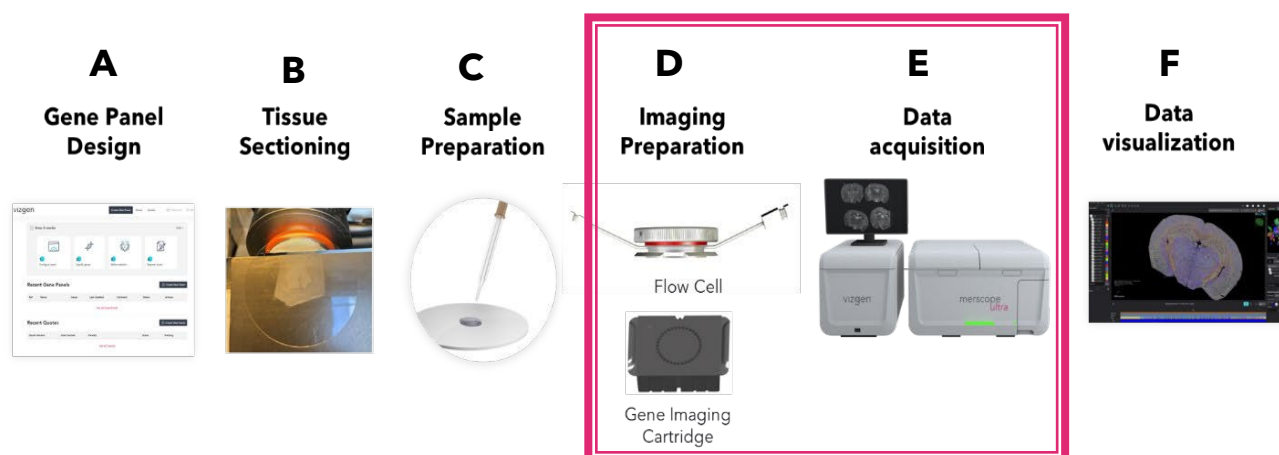 A
B
C
D
E
F
Gene Panel
Design
Tissue
Sectioning
Sample
Preparation
Imaging
Preparation
Data
acquisition
Data
visualization
vizgen
Recent Gene Panels
Recent Quotes
Flow Cell
Gene Imaging
Cartridge
vizgen
merscope
ultra